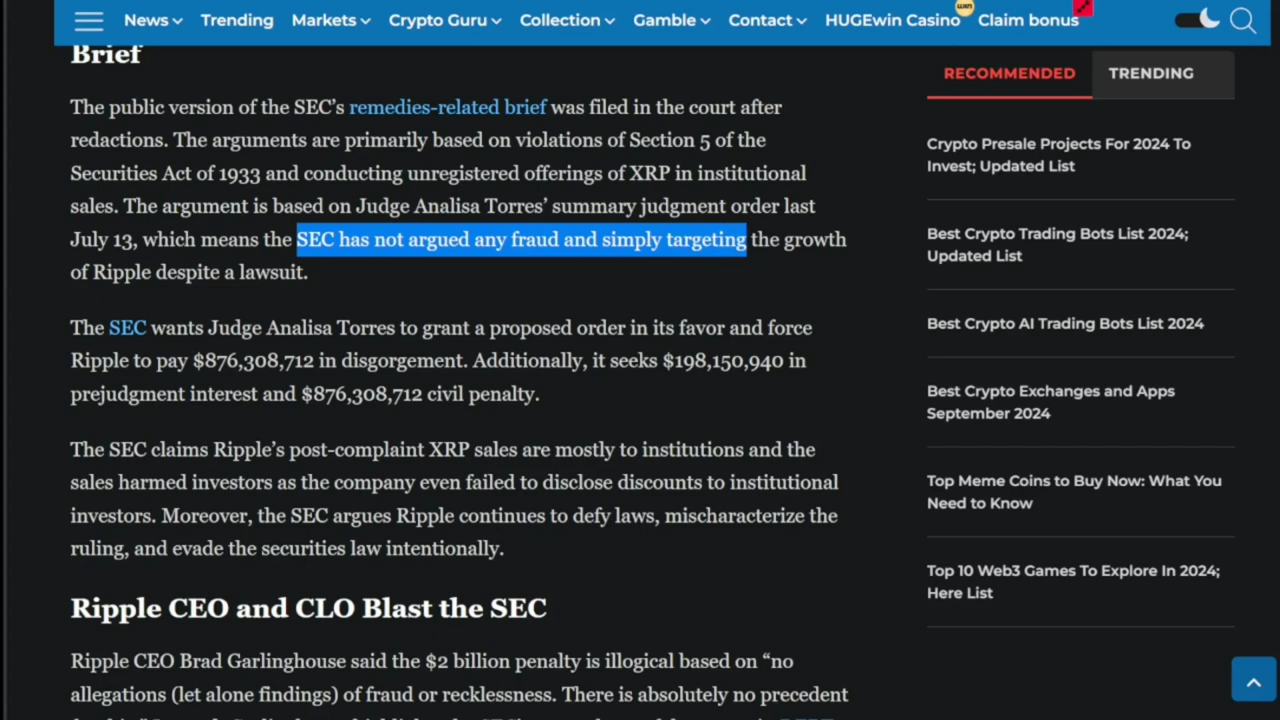 News Trending Markets Crypto Guru Collection Gamble Contact HUGEwin Casino Claim bonus
Brief
The public version of the SEC’s remedies-related brief was filed in the court after
redactions. The arguments are primarily based on violations of Section 5 of the
Securities Act of 1933 and conducting unregistered offerings of XRP in institutional
sales. The argument is based on Judge Analisa Torres’ summary judgment order last
July 13, which means the SEC has not argued any fraud and simply targeting the growth
of Ripple despite a lawsuit.
The SEC wants Judge Analisa Torres to grant a proposed order in its favor and force
Ripple to pay $876,308,712 in disgorgement. Additionally, it seeks $198,150,940 in
prejudgment interest and $876,308,712 civil penalty.
The SEC claims Ripple’s post-complaint XRP sales are mostly to institutions and the
sales harmed investors as the company even failed to disclose discounts to institutional
investors. Moreover, the SEC argues Ripple continues to defy laws, mischaracterize the
ruling, and evade the securities law intentionally.
Ripple CEO and CLO Blast the SEC
Ripple CEO Brad Garlinghouse said the $2 billion penalty is illogical based on “no
allegations (let alone findings) of fraud or recklessness. There is absolutely no precedent
RECOMMENDED TRENDING
Crypto Presale Projects For 2024 To
Invest; Updated List
Best Crypto Trading Bots List 2024;
Updated List
Best Crypto AI Trading Bots List 2024
Best Crypto Exchanges and Apps
September 2024
Top Meme Coins to Buy Now: What You
Need to Know
Top 10 Web3 Games To Explore In 2024;
Here List